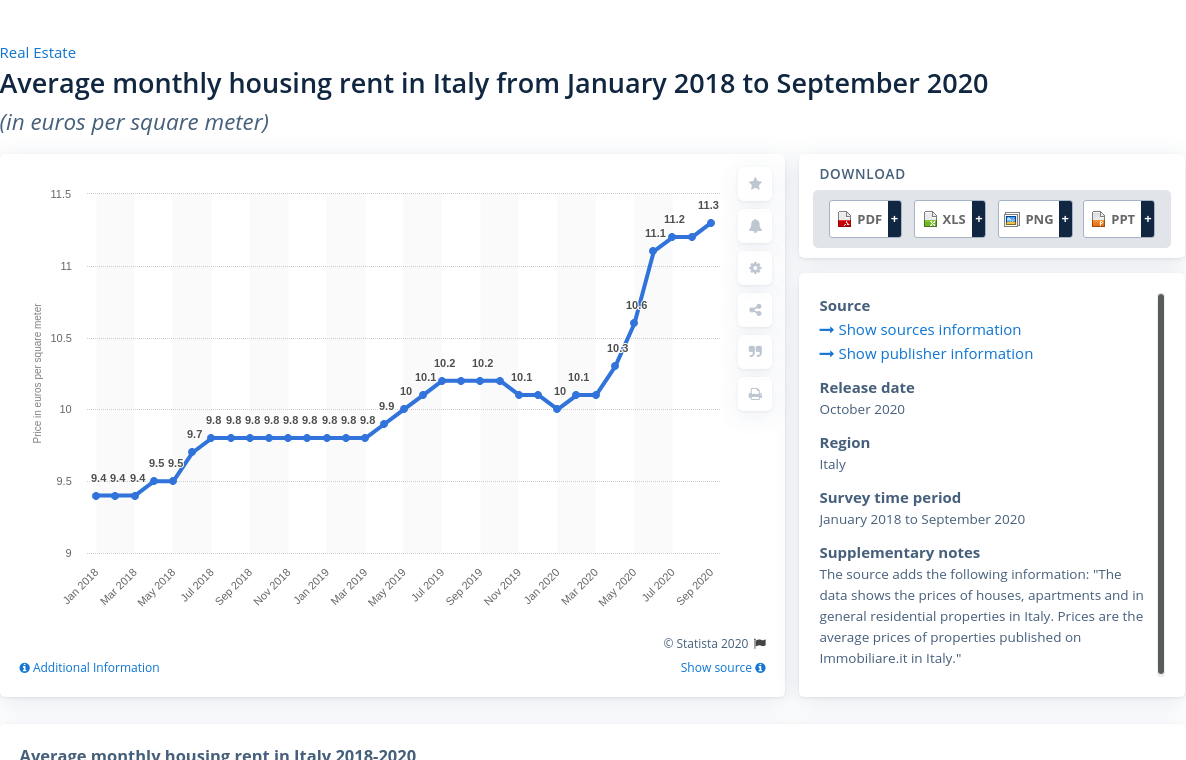 Real Estate
Average monthly housing rent in Italy from January 2018 to September 2020
(in euros per square meter)
11.5
11
10.5
10
9.5
9
Price in euros per square meter
9.4 9.4 9.4 9.5 9.5 9.7 9.8 9.8 9.8 9.8 9.8 9.8 9.8 9.8 9.8 9.9 10 10.1 10.2 10.2 10.1 10 10.1 10.3 10.6 11.1 11.2 11.3
Jan 2018 Mar 2018 May 2018 Jul 2018 Sep 2018 Nov 2018 Jan 2019 Mar 2019 May 2019 Jul 2019 Sep 2019 Nov 2019 Jan 2020 Mar 2020 May 2020 Jul 2020 Sep 2020
© Statista 2020
Additional Information
Show source
DOWNLOAD
PDF + XLS + PNG + PPT +
Source
Show sources information
Show publisher information
Release date
October 2020
Region
Italy
Survey time period
January 2018 to September 2020
Supplementary notes
The source adds the following information: "The
data shows the prices of houses, apartments and in
general residential properties in Italy. Prices are the
average prices of properties published on
Immobiliare.it in Italy."
Average monthly housing rent in Italy 2018-2020